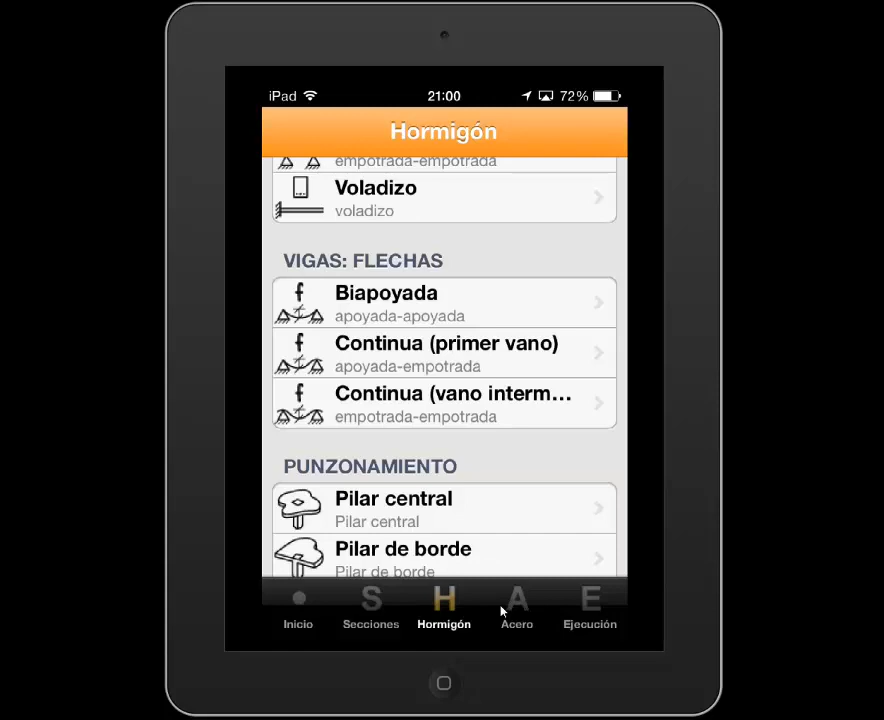 iPad 21:00 72%
Hormigón
empotrada-empotrada
Voladizo
voladizo
VIGAS: FLECHAS
f Biapoyada
apoyada-apoyada
f Continua (primer vano)
apoyada-empotrada
f Continua (vano interm...
empotrada-empotrada
PUNZONAMIENTO
Pilar central
Pilar central
Pilar de borde
Pilar de borde
S H A E
Inicio Secciones Hormigón Acero Ejecución